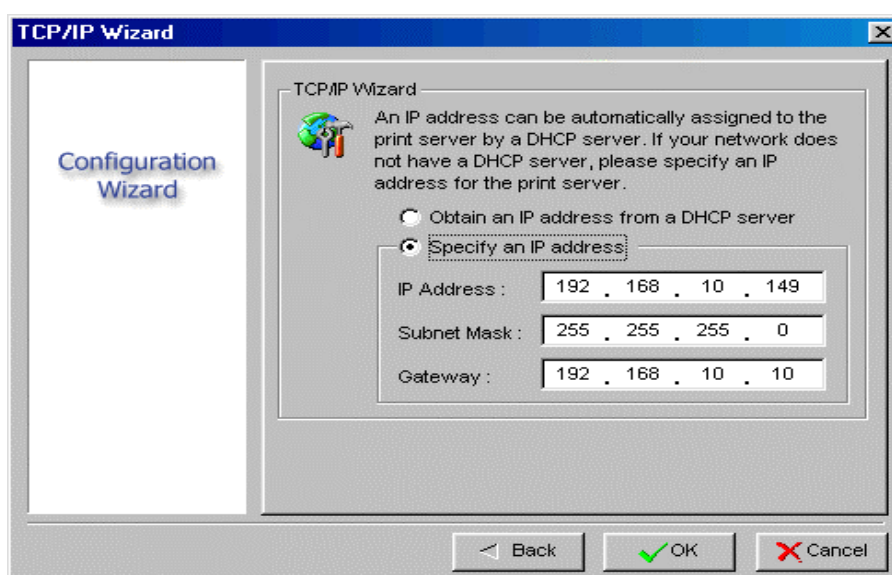 TCP/IP Wizard
Configuration
Wizard
TCP/IP Wizard
An IP address can be automatically assigned to the
print server by a DHCP server. If your network does
not have a DHCP server, please specify an IP
address for the print server.
Obtain an IP address from a DHCP server
Specify an IP address
IP Address : 192 . 168 . 10 . 149
Subnet Mask : 255 . 255 . 255 . 0
Gateway : 192 . 168 . 10 . 10
< Back OK Cancel